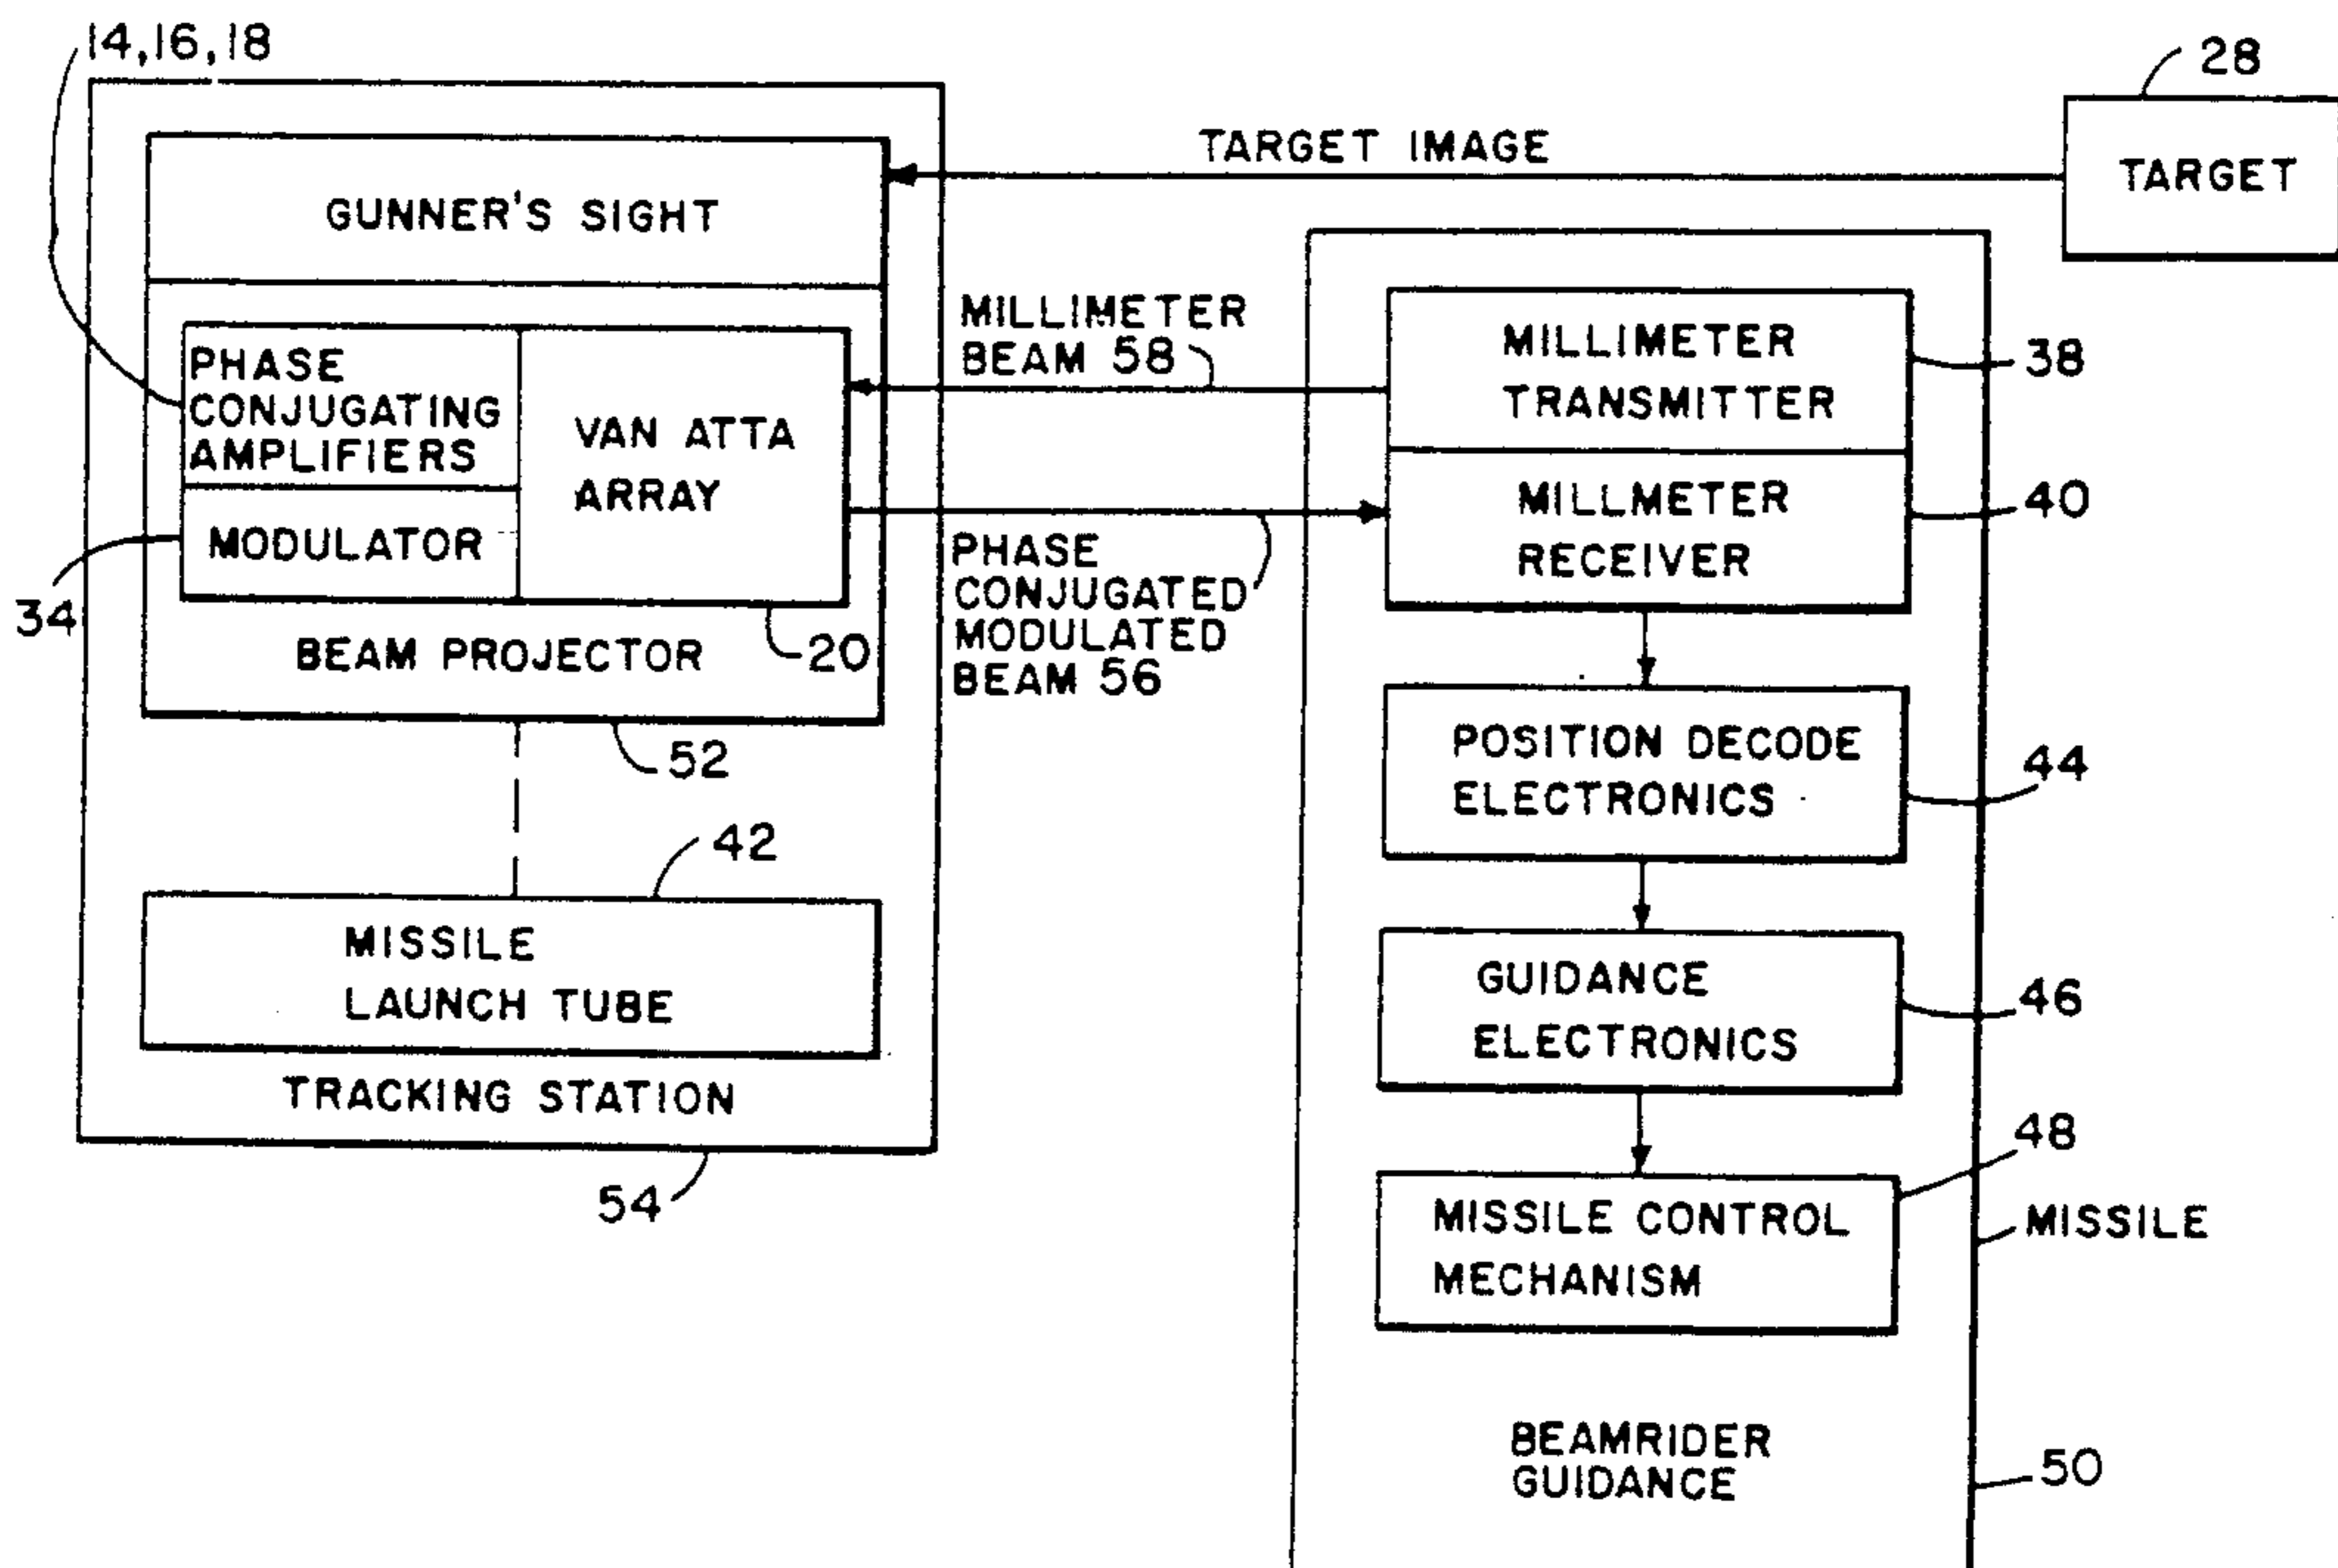 14,16,18
28
TARGET IMAGE
TARGET
GUNNER'S SIGHT
MILLIMETER
BEAM 58
MILLIMETER
TRANSMITTER
38
PHASE
CONJUGATING
AMPLIFIERS
VAN ATTA
ARRAY
MODULATOR
34
MILLMETER
RECEIVER
40
PHASE
CONJUGATED
MODULATED
BEAM 56
BEAM PROJECTOR
20
52
POSITION DECODE
ELECTRONICS
44
42
MISSILE
LAUNCH TUBE
GUIDANCE
ELECTRONICS
46
TRACKING STATION
54
MISSILE CONTROL
MECHANISM
48
MISSILE
BEAMRIDER
GUIDANCE
50